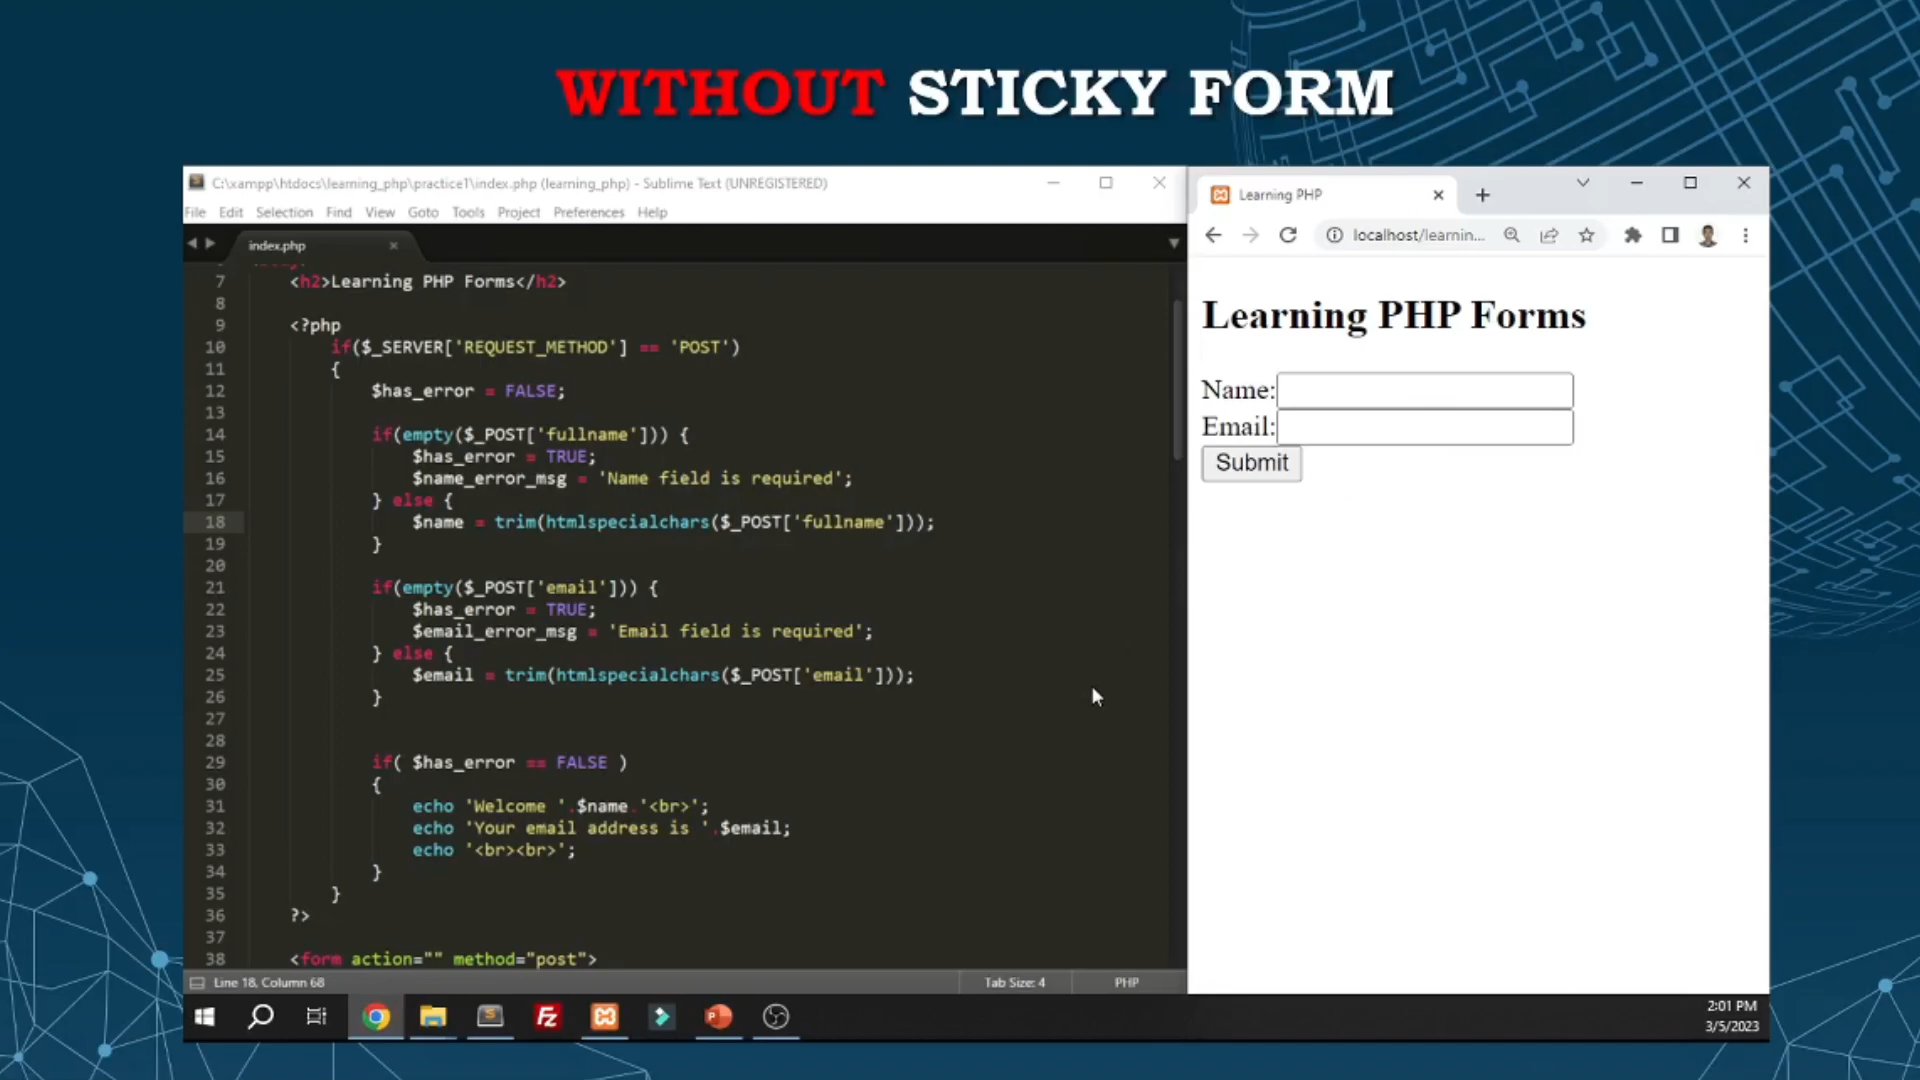 WITHOUT STICKY FORM
C:\xampp\htdocs\learning_php\practice1\index.php (learning_php) - Sublime Text (UNREGISTERED)
File Edit Selection Find View Goto Tools Project Preferences Help
index.php
7 <h2>Learning PHP Forms</h2>
8
9 <?php
10 if($_SERVER['REQUEST_METHOD'] == 'POST')
11 {
12 $has_error = FALSE;
13
14 if(empty($_POST['fullname'])) {
15 $has_error = TRUE;
16 $name_error_msg = 'Name field is required';
17 } else {
18 $name = trim(htmlspecialchars($_POST['fullname']));
19 }
20
21 if(empty($_POST['email'])) {
22 $has_error = TRUE;
23 $email_error_msg = 'Email field is required';
24 } else {
25 $email = trim(htmlspecialchars($_POST['email']));
26 }
27
28
29 if( $has_error == FALSE )
30 {
31 echo 'Welcome '.$name.'<br>';
32 echo 'Your email address is '.$email;
33 echo '<br><br>';
34 }
35 }
36 ?>
37
38 <form action="" method="post">
Line 18, Column 68
Tab Size: 4
PHP
Learning PHP
localhost/learnin...
Learning PHP Forms
Name:
Email:
Submit
2:01 PM
3/5/2023